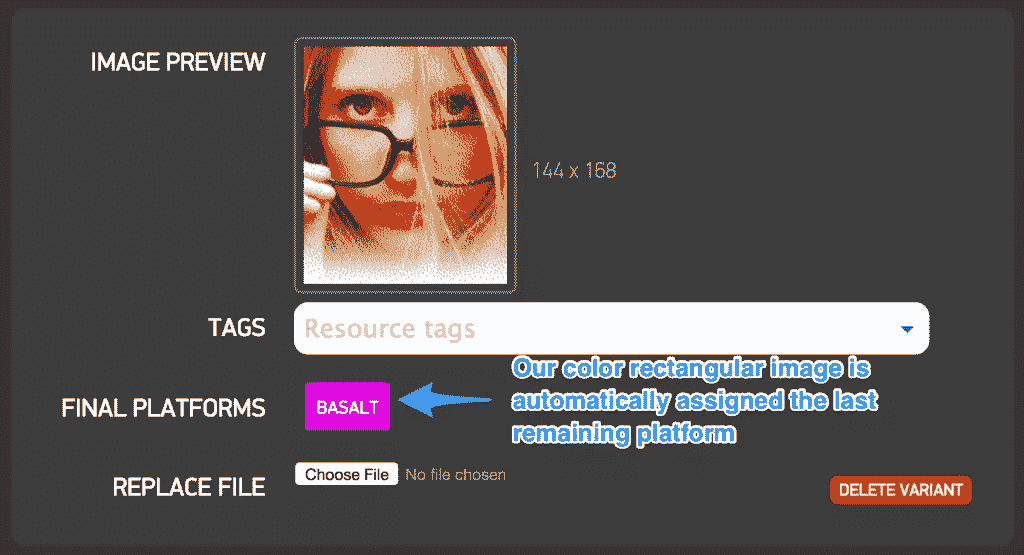 IMAGE PREVIEW
144 x 168
TAGS
Resource tags
FINAL PLATFORMS
BASALT
Our color rectangular image is
automatically assigned the last
remaining platform
REPLACE FILE
Choose File No file chosen
DELETE VARIANT